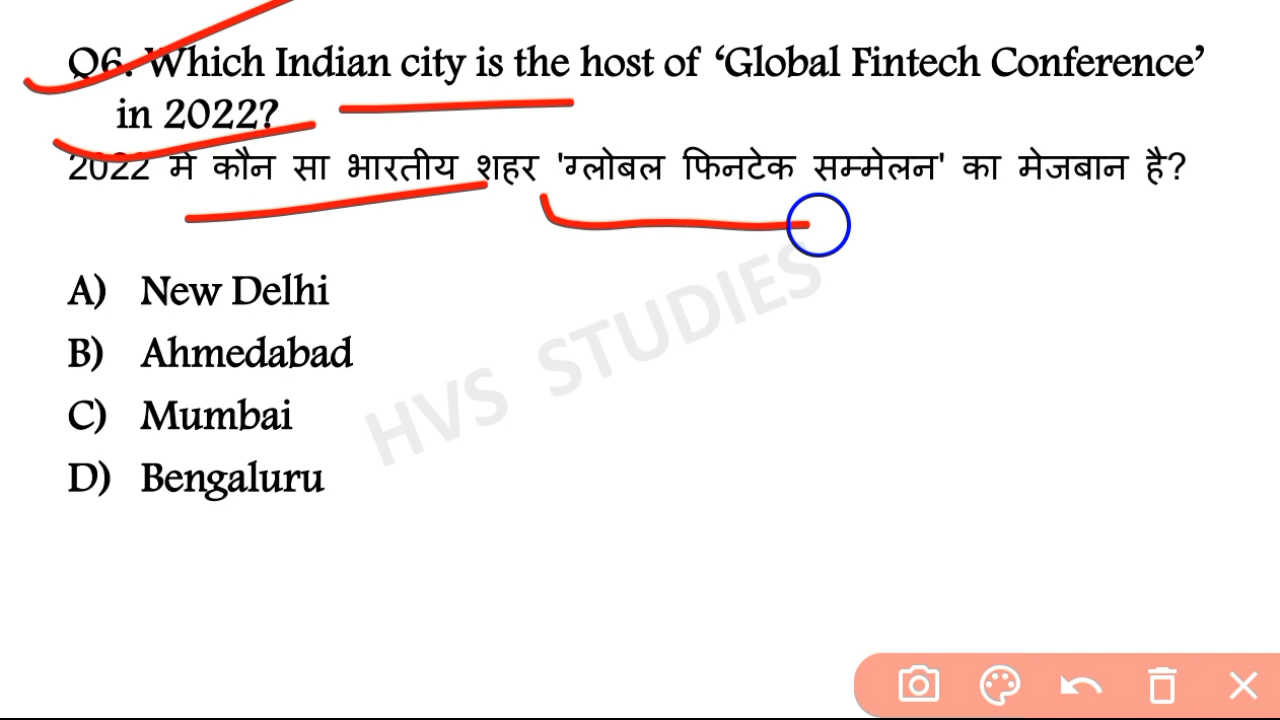 Q6. Which Indian city is the host of ‘Global Fintech Conference’
in 2022?
2022 में कौन सा भारतीय शहर 'ग्लोबल फिनटेक सम्मेलन' का मेजबान है?
A) New Delhi
B) Ahmedabad
C) Mumbai
D) Bengaluru
HVS STUDIES